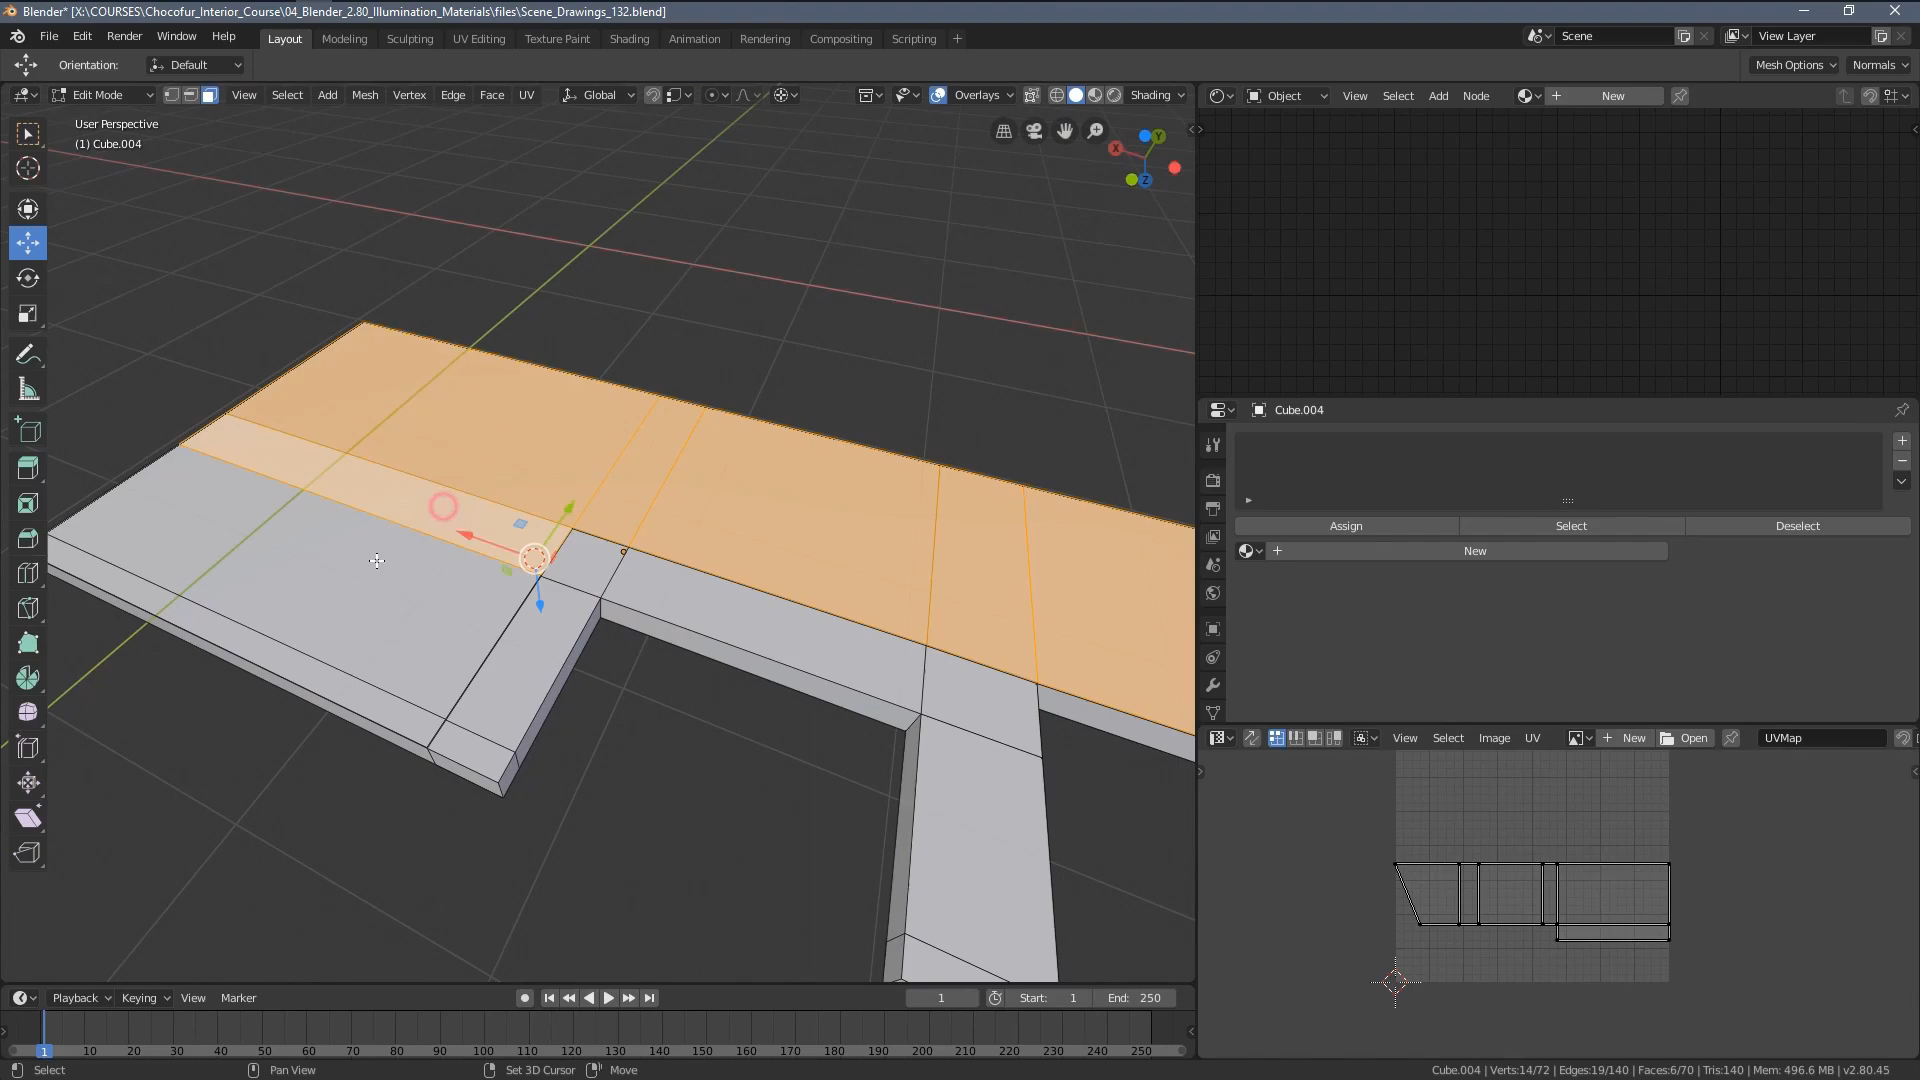 Blender* [X:\COURSES\Chocofur_Interior_Course\04_Blender_2.80_Illumination_Materials\files\Scene_Drawings_132.blend]
File Edit Render Window Help Layout Modeling Sculpting UV Editing Texture Paint Shading Animation Rendering Compositing Scripting + Scene View Layer
Orientation: Default Mesh Options Normals
Edit Mode View Select Add Mesh Vertex Edge Face UV Global Overlays Shading
Object View Select Add Node New
User Perspective
(1) Cube.004
X Y Z
Cube.004
Assign Select Deselect
New
View Select Image UV New Open UVMap
Playback Keying View Marker 1 Start: 1 End: 250
1 10 20 30 40 50 60 70 80 90 100 110 120 130 140 150 160 170 180 190 200 210 220 230 240 250
Select Pan View Set 3D Cursor Move Cube.004 | Verts:14/72 | Edges:19/140 | Faces:6/70 | Tris:140 | Mem: 496.6 MB | v2.80.45